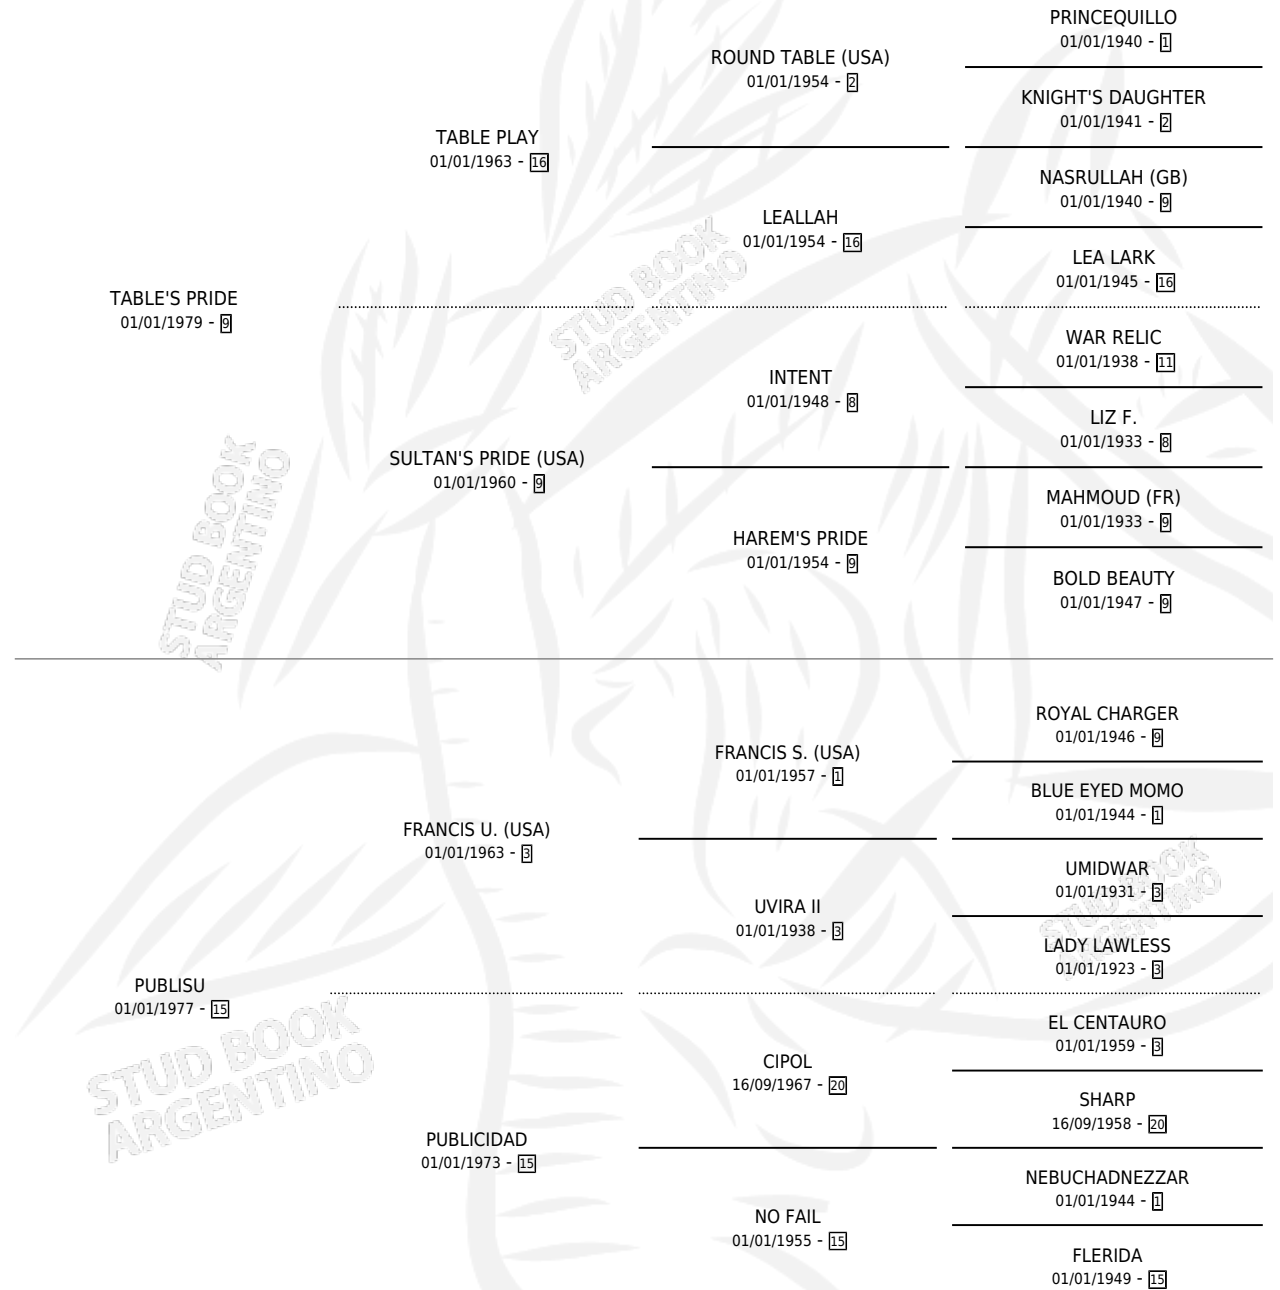 PRINCEQUILLO
01/01/1940 - 1
ROUND TABLE (USA)
01/01/1954 - 2
KNIGHT'S DAUGHTER
01/01/1941 - 2
TABLE PLAY
01/01/1963 - 16
NASRULLAH (GB)
01/01/1940 - 9
LEALLAH
01/01/1954 - 16
LEA LARK
01/01/1945 - 16
TABLE'S PRIDE
01/01/1979 - 9
WAR RELIC
01/01/1938 - 11
INTENT
01/01/1948 - 8
LIZ F.
01/01/1933 - 8
SULTAN'S PRIDE (USA)
01/01/1960 - 9
MAHMOUD (FR)
01/01/1933 - 9
HAREM'S PRIDE
01/01/1954 - 9
BOLD BEAUTY
01/01/1947 - 9
ROYAL CHARGER
01/01/1946 - 9
FRANCIS S. (USA)
01/01/1957 - 1
BLUE EYED MOMO
01/01/1944 - 1
FRANCIS U. (USA)
01/01/1963 - 3
UMIDWAR
01/01/1931 - 3
UVIRA II
01/01/1938 - 3
LADY LAWLESS
01/01/1923 - 3
PUBLISU
01/01/1977 - 15
EL CENTAURO
01/01/1959 - 3
CIPOL
16/09/1967 - 20
SHARP
16/09/1958 - 20
PUBLICIDAD
01/01/1973 - 15
NEBUCHADNEZZAR
01/01/1944 - 1
NO FAIL
01/01/1955 - 15
FLERIDA
01/01/1949 - 15
STUD BOOK
ARGENTINO
STUD BOOK
ARGENTINO
STUD BOOK
ARGENTINO
STUD BOOK
ARGENTINO